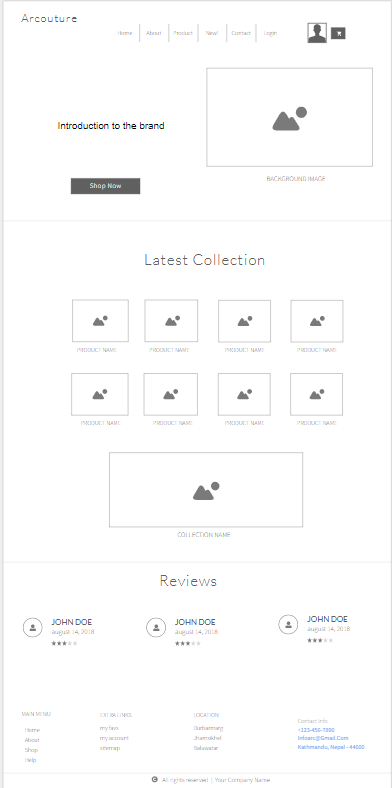 Arcouture
Home
About
Product
New!
Contact
Login
Introduction to the brand
Shop Now
BACKGROUND IMAGE
Latest Collection
PRODUCT NAME
PRODUCT NAME
PRODUCT NAME
PRODUCT NAME
PRODUCT NAME
PRODUCT NAME
PRODUCT NAME
PRODUCT NAME
COLLECTION NAME
Reviews
JOHN DOE
august 14, 2018
JOHN DOE
august 14, 2018
JOHN DOE
august 14, 2018
MAIN MENU
Home
About
Shop
Help
EXTRA LINKS
my favs
my account
sitemap
LOCATION
Durbarmarg
Jhamsikhel
Satuwatar
Contact Info
+123-456-7890
Infoarc@Gmail.Com
Kathmandu, Nepal - 44600
All rights reserved | Your Company Name